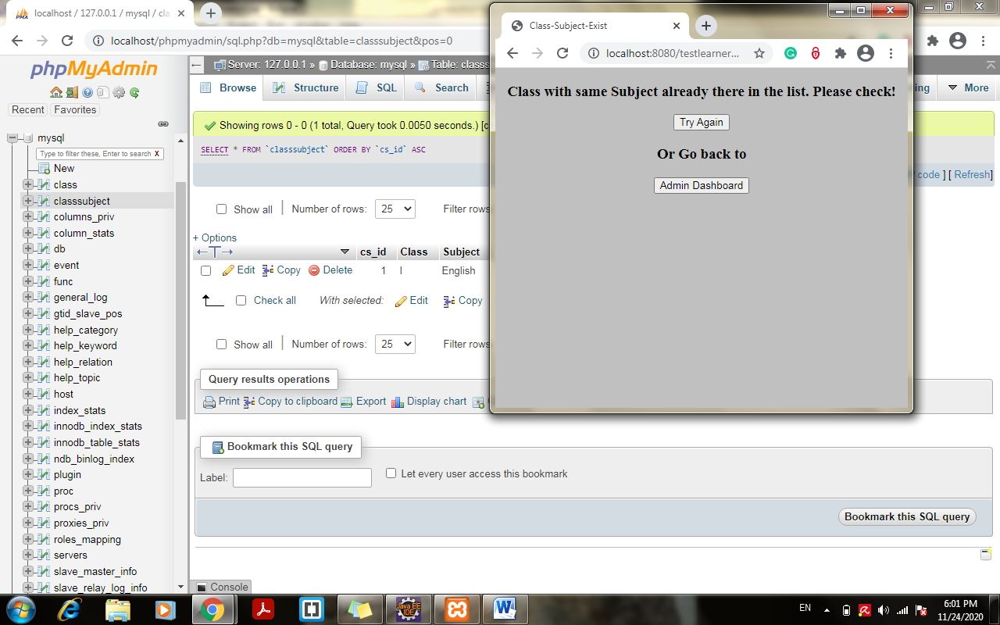 localhost / 127.0.0.1 / mysql / cla
localhost/phpmyadmin/sql.php?db=mysql&table=classsubject&pos=0
phpMyAdmin
Recent Favorites
mysql
Type to filter these, Enter to search X
New
class
classsubject
columns_priv
column_stats
db
event
func
general_log
gtid_slave_pos
help_category
help_keyword
help_relation
help_topic
host
index_stats
innodb_index_stats
innodb_table_stats
ndb_binlog_index
plugin
proc
procs_priv
proxies_priv
roles_mapping
servers
slave_master_info
slave_relay_log_info
Server: 127.0.0.1 » Database: mysql » Table: classs
Browse Structure SQL Search ing More
Showing rows 0 - 0 (1 total, Query took 0.0050 seconds.) [c
SELECT * FROM `classsubject` ORDER BY `cs_id` ASC
code ] [ Refresh]
Show all Number of rows: 25 Filter rows
+ Options
cs_id Class Subject
Edit Copy Delete 1 I English
Check all With selected: Edit Copy
Show all Number of rows: 25 Filter rows
Query results operations
Print Copy to clipboard Export Display chart
Bookmark this SQL query
Label: Let every user access this bookmark
Bookmark this SQL query
Console
Class-Subject-Exist
localhost:8080/testlearner...
Class with same Subject already there in the list. Please check!
Try Again
Or Go back to
Admin Dashboard
Java EE
IDE
EN
6:01 PM
11/24/2020